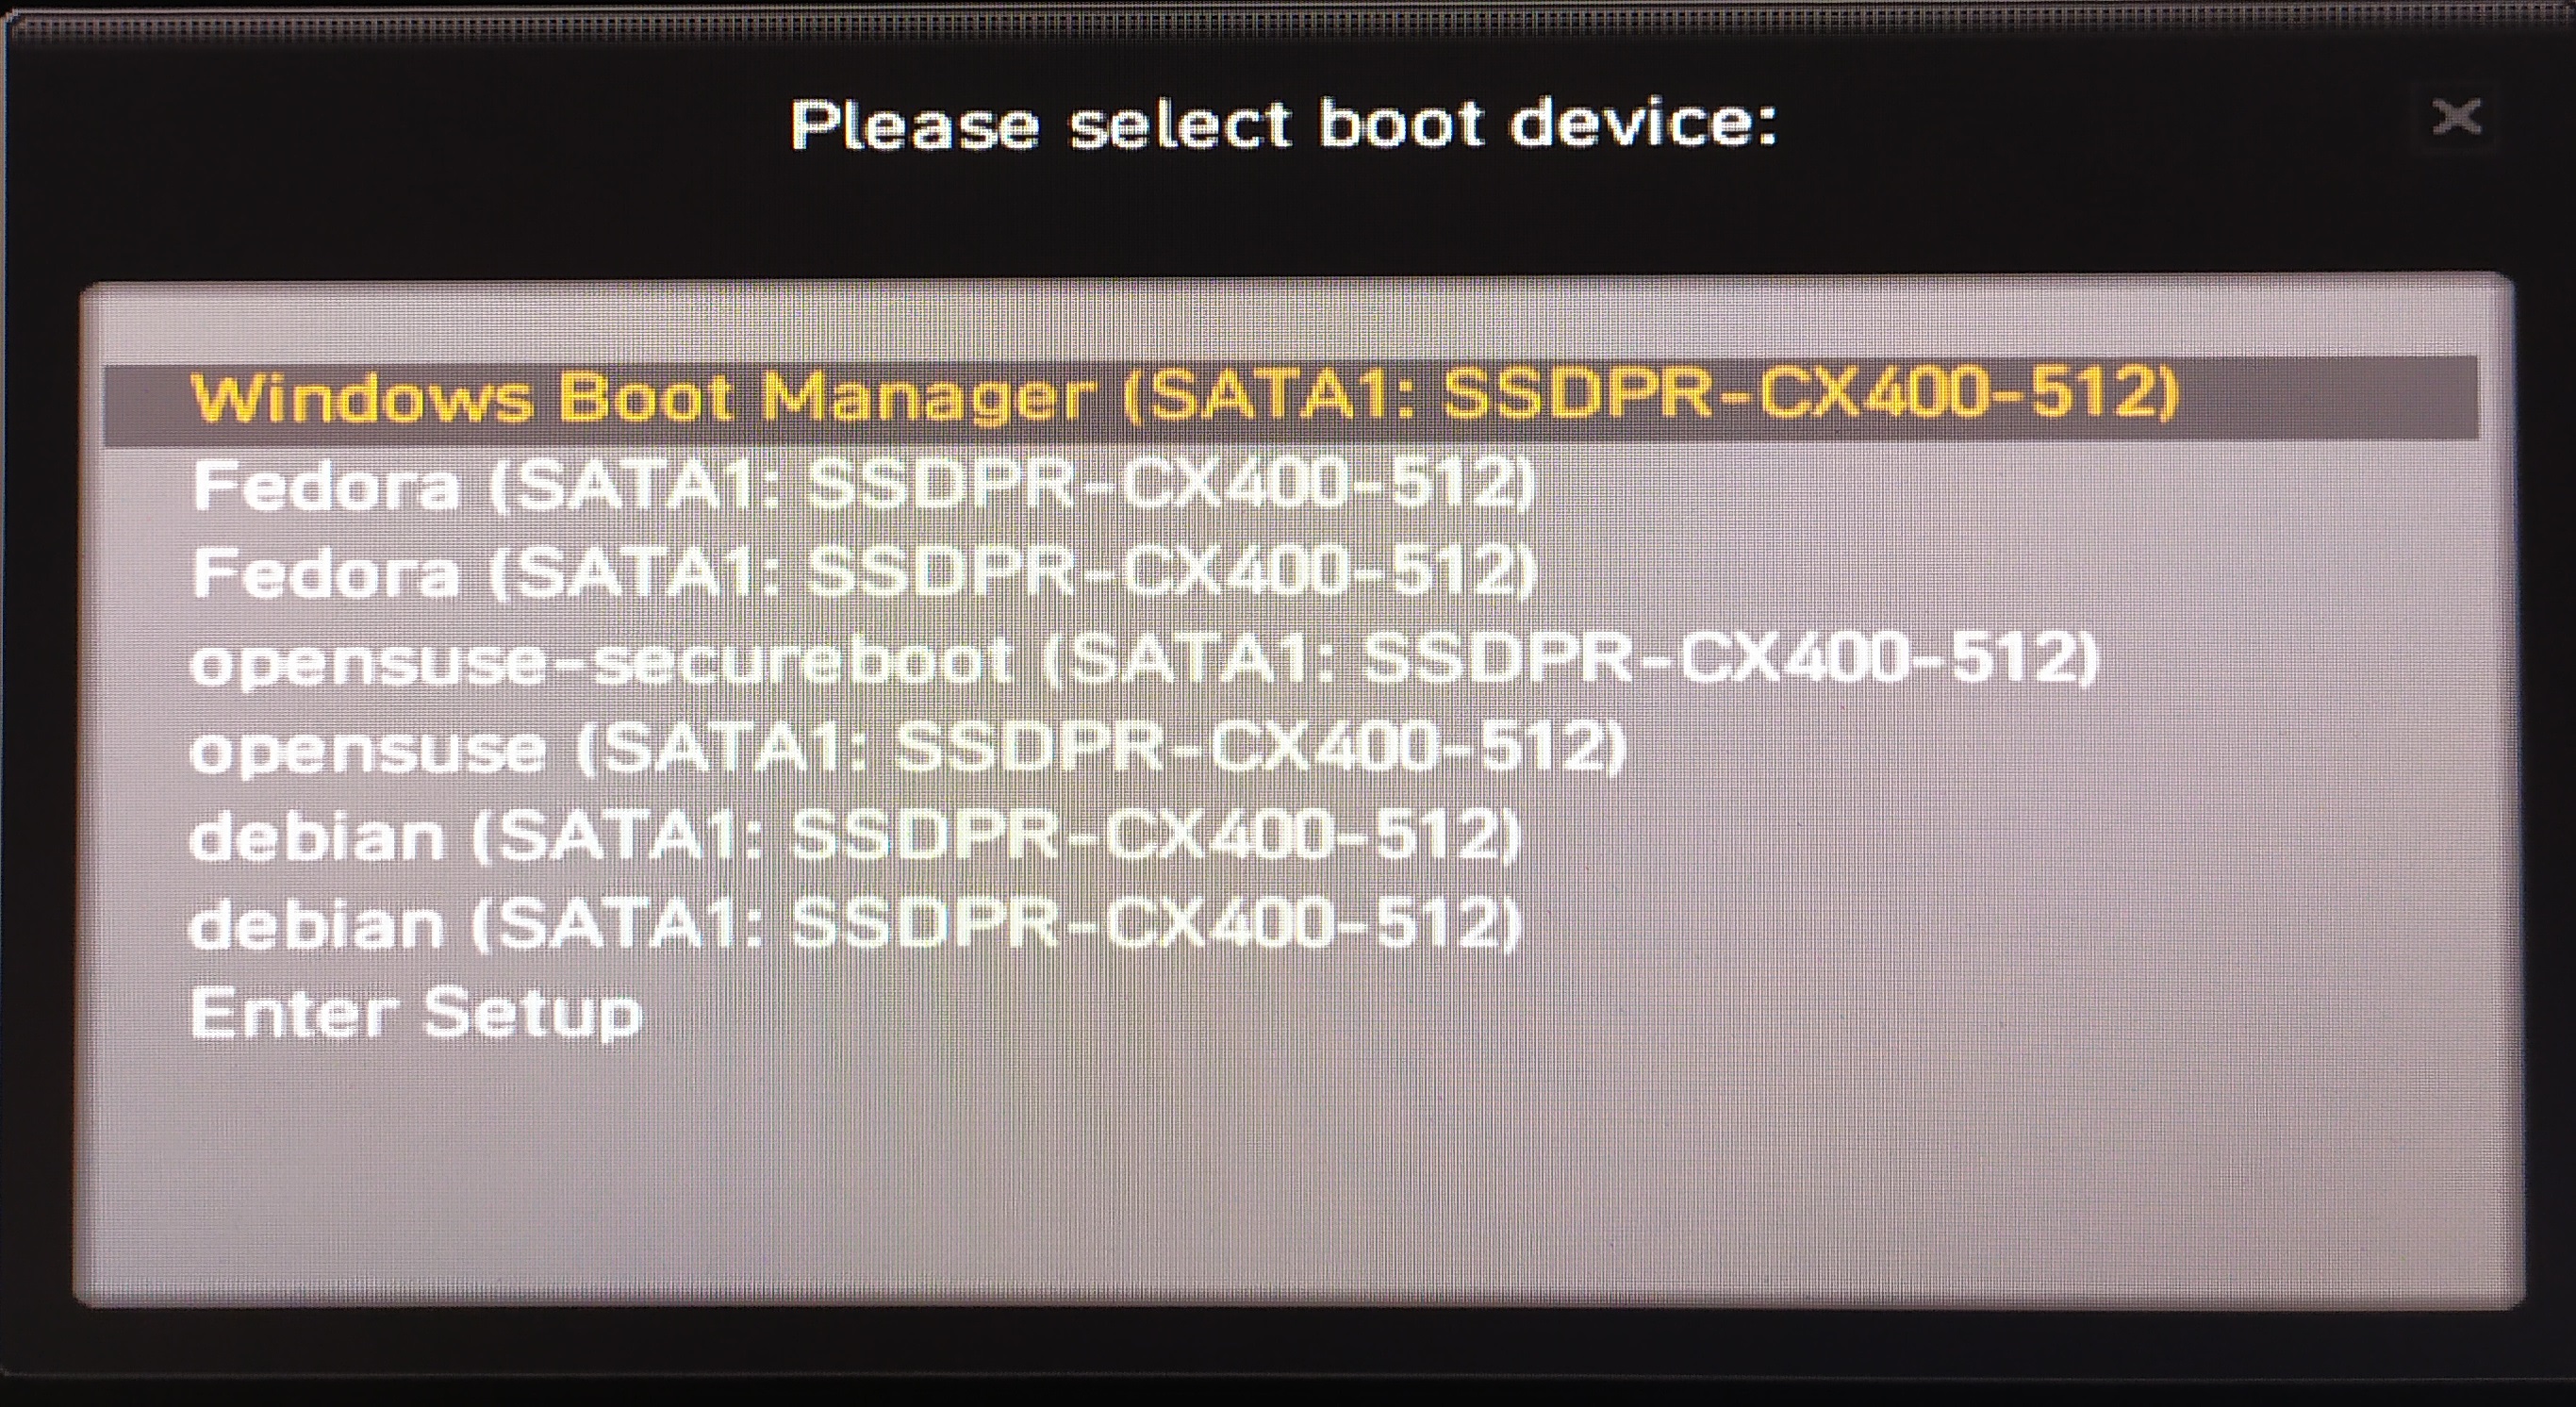 Please select boot device:
Windows Boot Manager (SATA1: SSDPR-CX400-512)
Fedora (SATA1: SSDPR-CX400-512)
Fedora (SATA1: SSDPR-CX400-512)
opensuse-secureboot (SATA1: SSDPR-CX400-512)
opensuse (SATA1: SSDPR-CX400-512)
debian (SATA1: SSDPR-CX400-512)
debian (SATA1: SSDPR-CX400-512)
Enter Setup